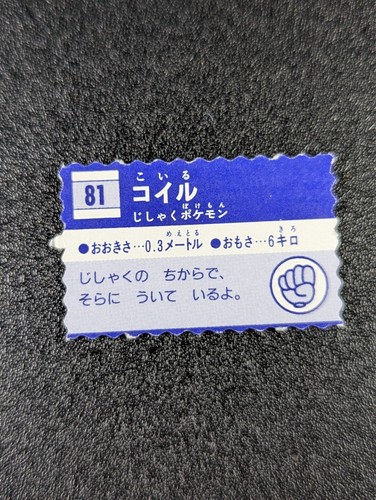 81
こいる
コイル
ぽけもん
じしゃくポケモン
めえとる きろ
●おおきさ…0.3メートル ●おもさ…6キロ
じしゃくの ちからで、
そらに ういて いるよ。